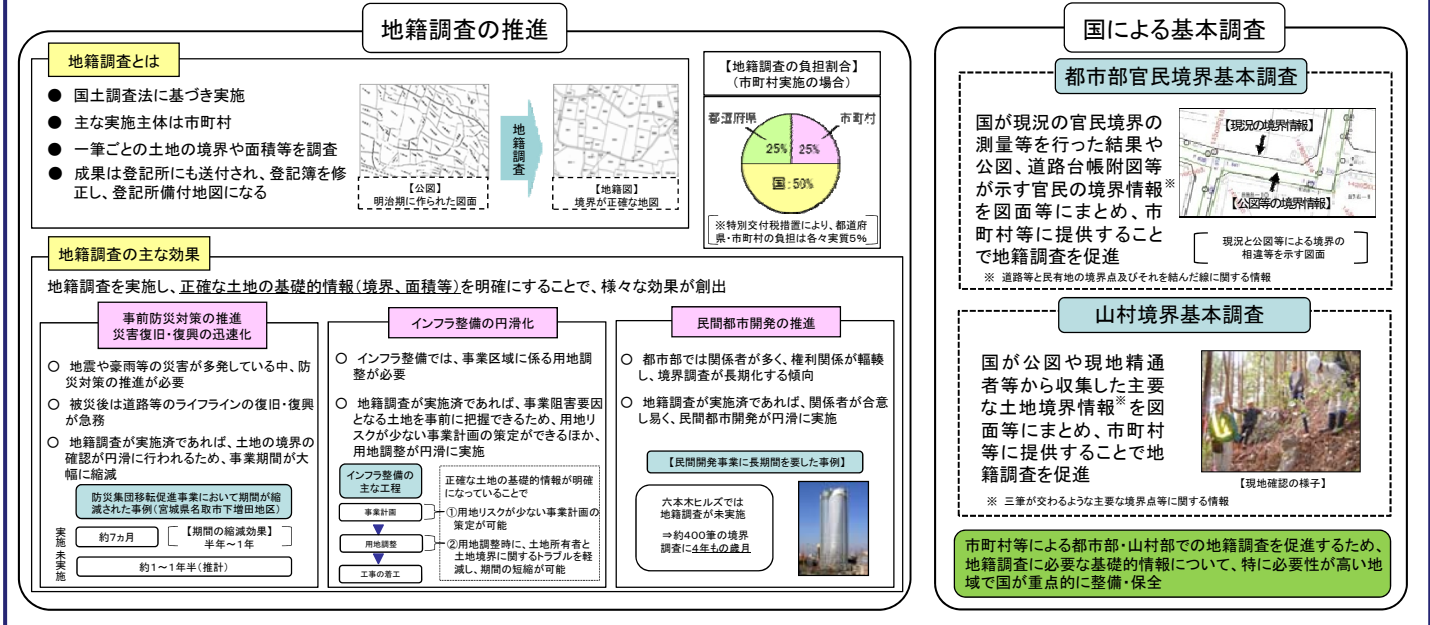 地籍調査の推進
地籍調査とは
● 国土調査法に基づき実施
● 主な実施主体は市町村
● 一筆ごとの土地の境界や面積等を調査
● 成果は登記所にも送付され、登記簿を修
正し、登記所備付地図になる
【公図】
明治期に作られた図面
地籍調査
【地籍図】
境界が正確な地図
【地籍調査の負担割合】
(市町村実施の場合)
都道府県
市町村
25%
25%
国:50%
※特別交付税措置により、都道府
県・市町村の負担は各々実質5%
地籍調査の主な効果
地籍調査を実施し、正確な土地の基礎的情報(境界、面積等)を明確にすることで、様々な効果が創出
事前防災対策の推進
災害復旧・復興の迅速化
○ 地震や豪雨等の災害が多発している中、防
災対策の推進が必要
○ 被災後は道路等のライフラインの復旧・復興
が急務
○ 地籍調査が実施済であれば、土地の境界の
確認が円滑に行われるため、事業期間が大
幅に縮減
防災集団移転促進事業において期間が縮
減された事例(宮城県名取市下増田地区)
実施
約7ヵ月
【期間の縮減効果】
半年~1年
未実施
約1~1年半(推計)
インフラ整備の円滑化
○ インフラ整備では、事業区域に係る用地調
整が必要
○ 地籍調査が実施済であれば、事業阻害要因
となる土地を事前に把握できるため、用地リ
スクが少ない事業計画の策定ができるほか、
用地調整が円滑に実施
インフラ整備の
主な工程
事業計画
用地調整
工事の着工
正確な土地の基礎的情報が明確
になっていることで
①用地リスクが少ない事業計画の
策定が可能
②用地調整時に、土地所有者と
土地境界に関するトラブルを軽
減し、期間の短縮が可能
民間都市開発の推進
○ 都市部では関係者が多く、権利関係が輻輳
し、境界調査が長期化する傾向
○ 地籍調査が実施済であれば、関係者が合意
し易く、民間都市開発が円滑に実施
【民間開発事業に長期間を要した事例】
六本木ヒルズでは
地籍調査が未実施
⇒約400筆の境界
調査に4年もの歳月
国による基本調査
都市部官民境界基本調査
国が現況の官民境界の
測量等を行った結果や
公図、道路台帳附図等
が示す官民の境界情報※
を図面等にまとめ、市
町村等に提供すること
で地籍調査を促進
【現況の境界情報】
【公図等の境界情報】
現況と公図等による境界の
相違等を示す図面
※ 道路等と民有地の境界点及びそれを結んだ線に関する情報
山村境界基本調査
国が公図や現地精通
者等から収集した主要
な土地境界情報※を図
面等にまとめ、市町村
等に提供することで地
籍調査を促進
【現地確認の様子】
※ 三筆が交わるような主要な境界点等に関する情報
市町村等による都市部・山村部での地籍調査を促進するため、
地籍調査に必要な基礎的情報について、特に必要性が高い地
域で国が重点的に整備・保全